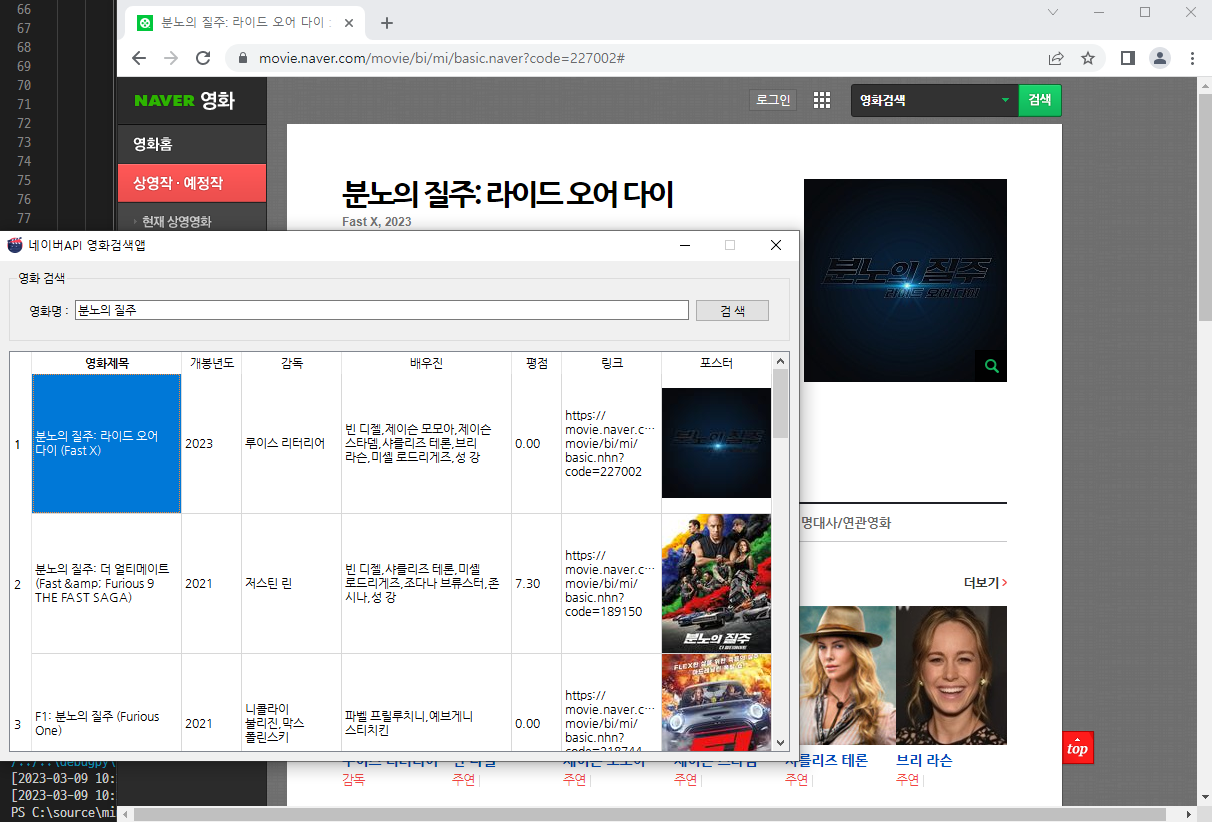 66
67
68
69
70
71
72
73
74
75
76
77
분노의 질주: 라이드 오어 다이 :
movie.naver.com/movie/bi/mi/basic.naver?code=227002#
NAVER 영화
로그인
영화검색
검색
영화홈
상영작 · 예정작
현재 상영영화
분노의 질주: 라이드 오어 다이
Fast X, 2023
분노의 질주
라이드 오어 다이
명대사/연관영화
더보기
네이버API 영화검색앱
영화 검색
영화명 :
분노의 질주
검 색
영화제목 개봉년도 감독 배우진 평점 링크 포스터
1
분노의 질주: 라이드 오어
다이 (Fast X)
2023
루이스 리터리어
빈 디젤,제이슨 모모아,제이슨
스타뎀,샤를리즈 테론,브리
라슨,미셸 로드리게즈,성 강
0.00
https://
movie.naver.c…
movie/bi/mi/
basic.nhn?
code=227002
2
분노의 질주: 더 얼티메이트
(Fast &amp; Furious 9
THE FAST SAGA)
2021
저스틴 린
빈 디젤,샤를리즈 테론,미셸
로드리게즈,조다나 브류스터,존
시나,성 강
7.30
https://
movie.naver.c…
movie/bi/mi/
basic.nhn?
code=189150
분노의 질주
3
F1: 분노의 질주 (Furious
One)
2021
니콜라이
불리진,막스
폴린스키
파벨 프릴루치니,예브게니
스티치킨
0.00
https://
movie.naver.c…
movie/bi/mi/
basic.nhn?
code=218744
샤를리즈 테론
브리 라슨
감독
주연
주연
주연
주연
주연
top
[2023-03-09 10:
[2023-03-09 10:
PS C:\source\mi